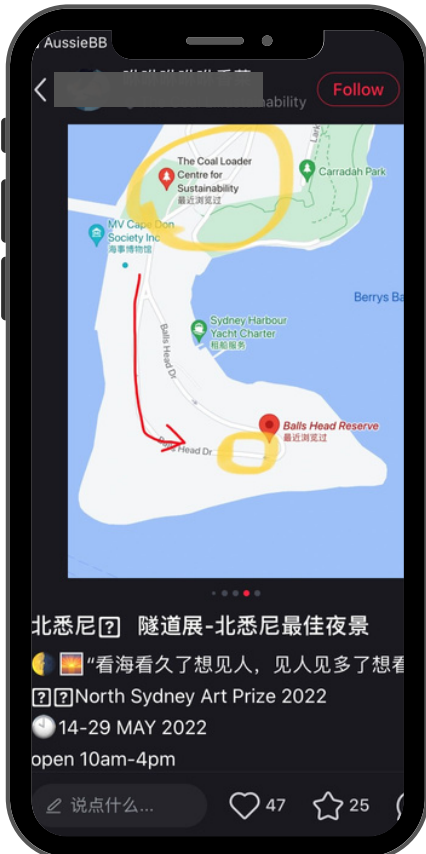 AussieBB
Follow
The Coal Loader
Centre for
Sustainability
最近浏览过
Carradah Park
MV Cape Don
Society Inc
海事博物馆
Berrys Ba
Sydney Harbour
Yacht Charter
租船服务
Balls Head Dr
Balls Head Reserve
最近浏览过
Balls Head Dr
北悉尼 隧道展-北悉尼最佳夜景
“看海看久了想见人，见人见多了想看
North Sydney Art Prize 2022
14-29 MAY 2022
open 10am-4pm
说点什么...
47
25